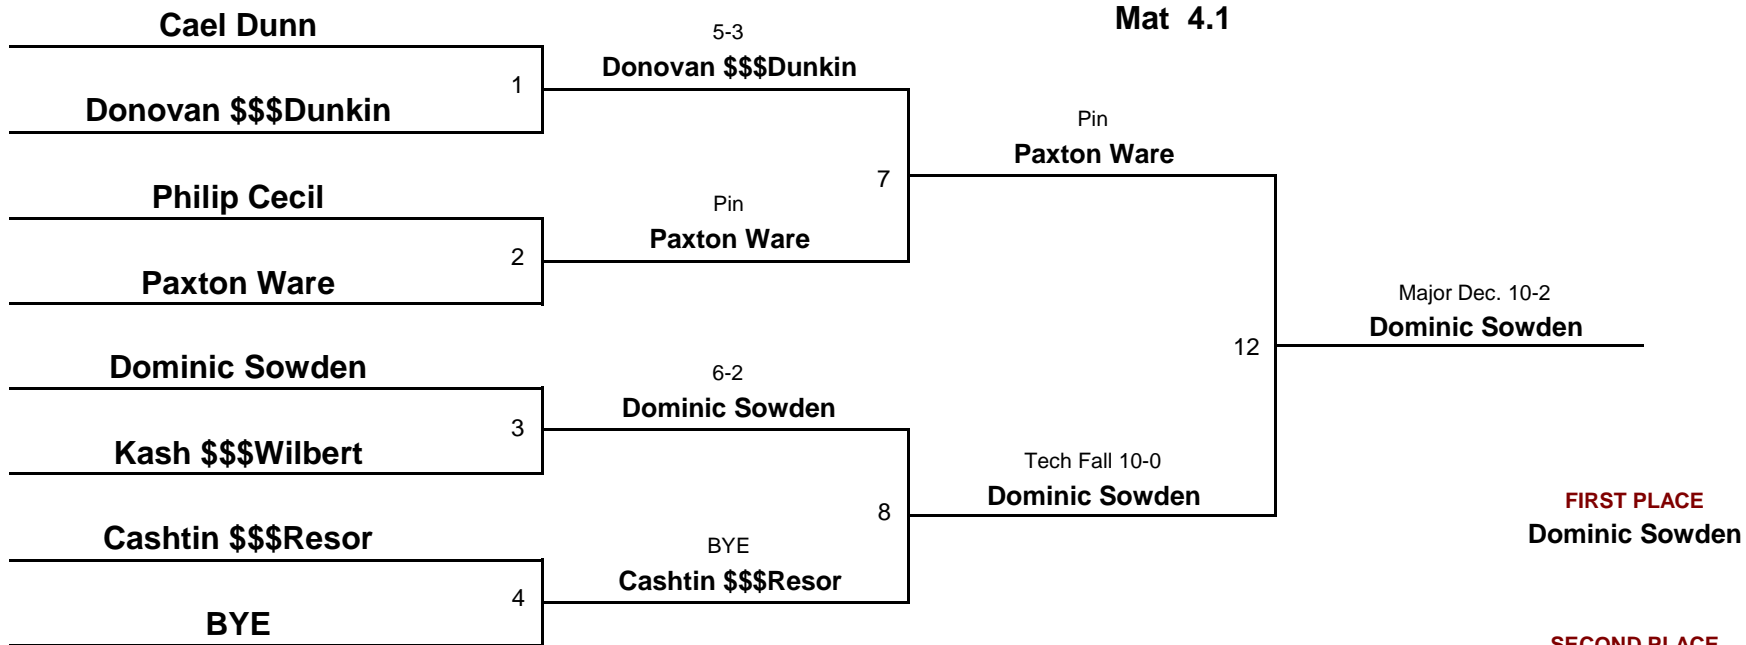 Mat 4.1
Cael Dunn
5-3
Donovan $$$Dunkin
1
Donovan $$$Dunkin
Pin
Paxton Ware
7
Philip Cecil
Pin
Paxton Ware
2
Paxton Ware
Major Dec. 10-2
Dominic Sowden
12
Dominic Sowden
6-2
Dominic Sowden
3
Kash $$$Wilbert
Tech Fall 10-0
Dominic Sowden
8
FIRST PLACE
Dominic Sowden
Cashtin $$$Resor
BYE
Cashtin $$$Resor
4
BYE
SECOND PLACE